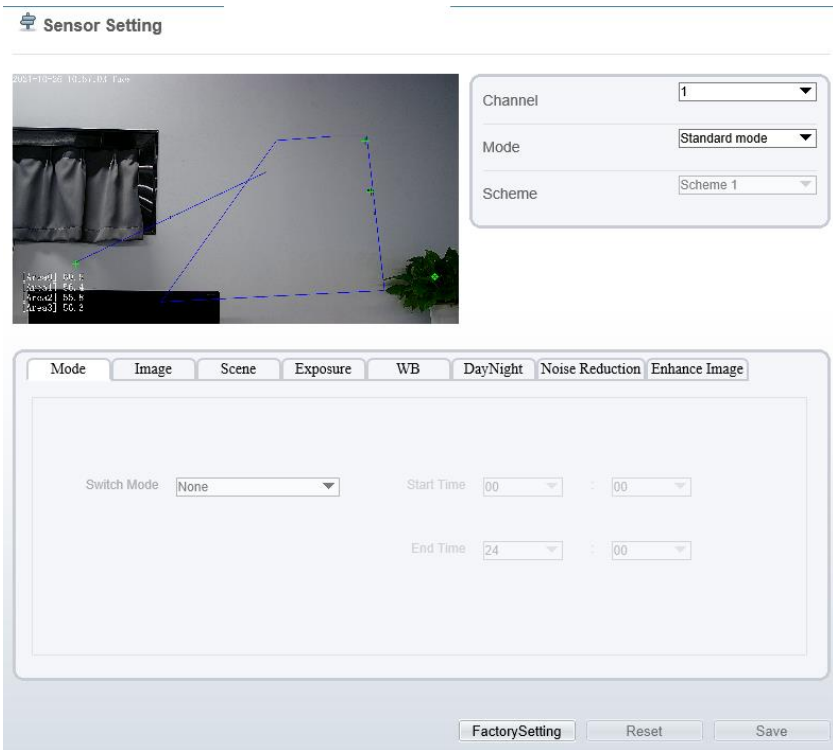 Sensor Setting
Channel
1
Mode
Standard mode
Scheme
Scheme 1
Mode Image Scene Exposure WB DayNight Noise Reduction Enhance Image
Switch Mode None Start Time 00 : 00
End Time 24 : 00
FactorySetting Reset Save